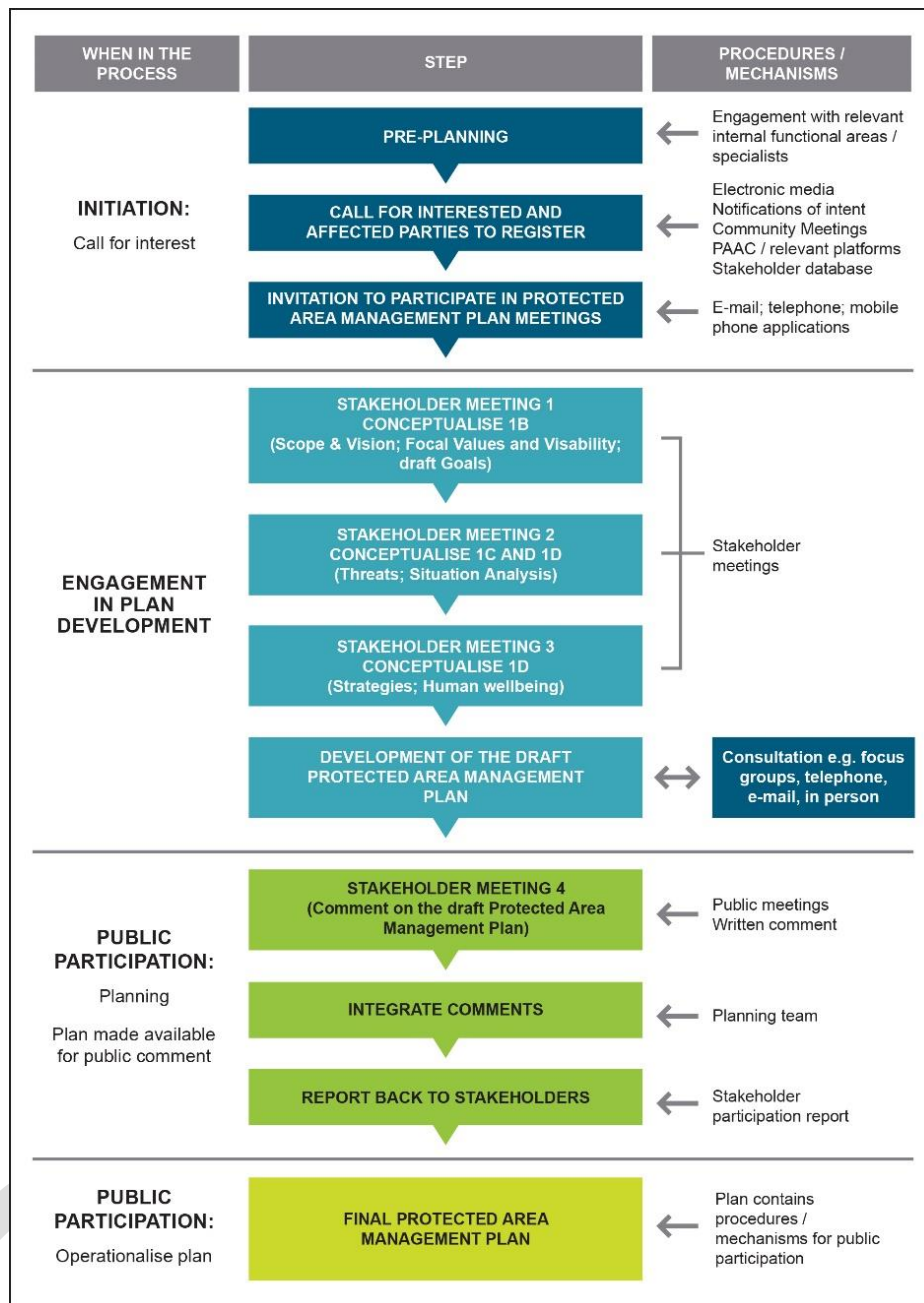 WHEN IN THE
PROCESS
STEP
PROCEDURES /
MECHANISMS
INITIATION:
Call for interest
PRE-PLANNING
Engagement with relevant
internal functional areas /
specialists
CALL FOR INTERESTED AND
AFFECTED PARTIES TO REGISTER
Electronic media
Notifications of intent
Community Meetings
PAAC / relevant platforms
Stakeholder database
INVITATION TO PARTICIPATE IN PROTECTED
AREA MANAGEMENT PLAN MEETINGS
E-mail; telephone; mobile
phone applications
ENGAGEMENT
IN PLAN
DEVELOPMENT
STAKEHOLDER MEETING 1
CONCEPTUALISE 1B
(Scope & Vision; Focal Values and Visability;
draft Goals)
STAKEHOLDER MEETING 2
CONCEPTUALISE 1C AND 1D
(Threats; Situation Analysis)
STAKEHOLDER MEETING 3
CONCEPTUALISE 1D
(Strategies; Human wellbeing)
Stakeholder
meetings
DEVELOPMENT OF THE DRAFT
PROTECTED AREA MANAGEMENT
PLAN
Consultation e.g. focus
groups, telephone,
e-mail, in person
PUBLIC
PARTICIPATION:
Planning
Plan made available
for public comment
STAKEHOLDER MEETING 4
(Comment on the draft Protected Area
Management Plan)
Public meetings
Written comment
INTEGRATE COMMENTS
Planning team
REPORT BACK TO STAKEHOLDERS
Stakeholder
participation report
PUBLIC
PARTICIPATION:
Operationalise plan
FINAL PROTECTED AREA
MANAGEMENT PLAN
Plan contains
procedures /
mechanisms for public
participation